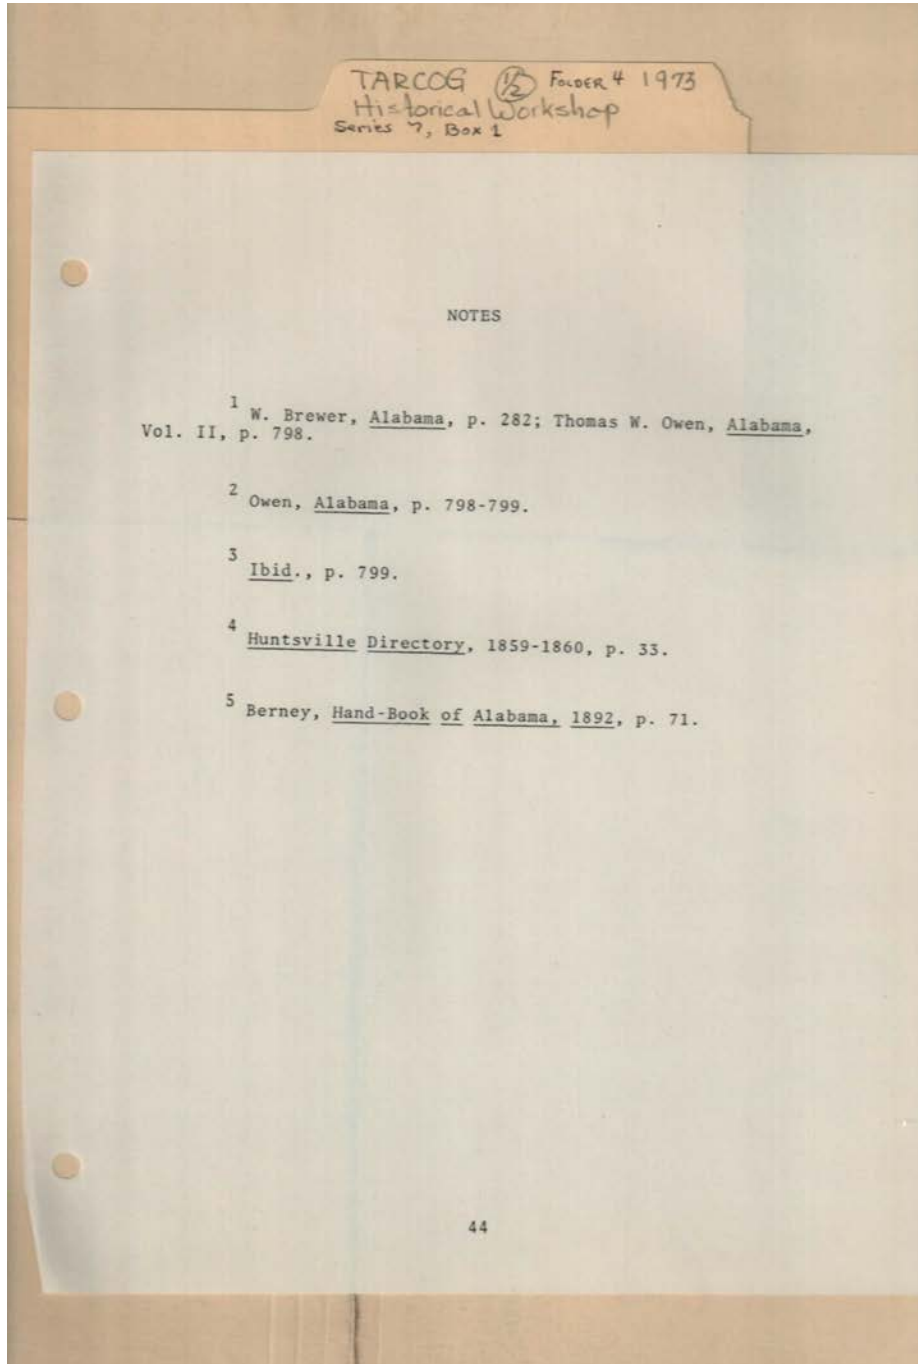 TARCOG 1/2 FOLDER 4 1973
Historical Workshop
Series 7, Box 1
NOTES
1 W. Brewer, Alabama, p. 282; Thomas W. Owen, Alabama,
Vol. II, p. 798.
2 Owen, Alabama, p. 798-799.
3 Ibid., p. 799.
4 Huntsville Directory, 1859-1860, p. 33.
5 Berney, Hand-Book of Alabama, 1892, p. 71.
44